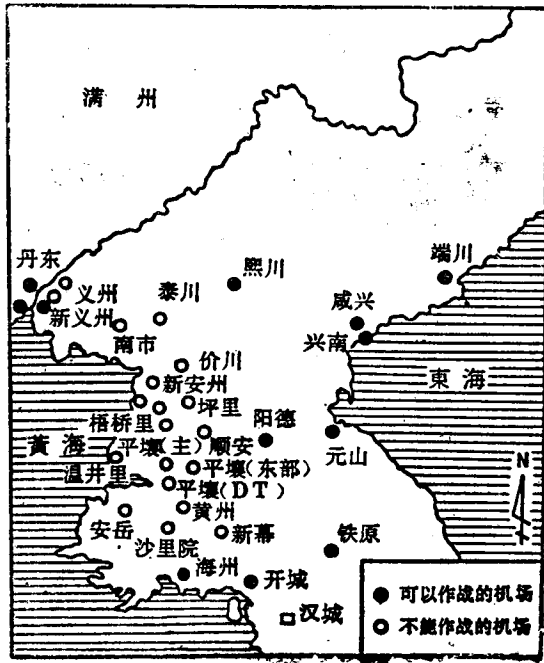 满州
丹东
义州
新义州
泰川
南市
熙川
端川
咸兴
兴南
東海
价川
新安州
坪里
梧桥里
阳德
元山
黄海
平壤(主)
顺安
温井里
平壤(东部)
平壤(DT)
黄州
安岳
沙里院
新幕
铁原
海州
开城
汉城
N
可以作战的机场
不能作战的机场